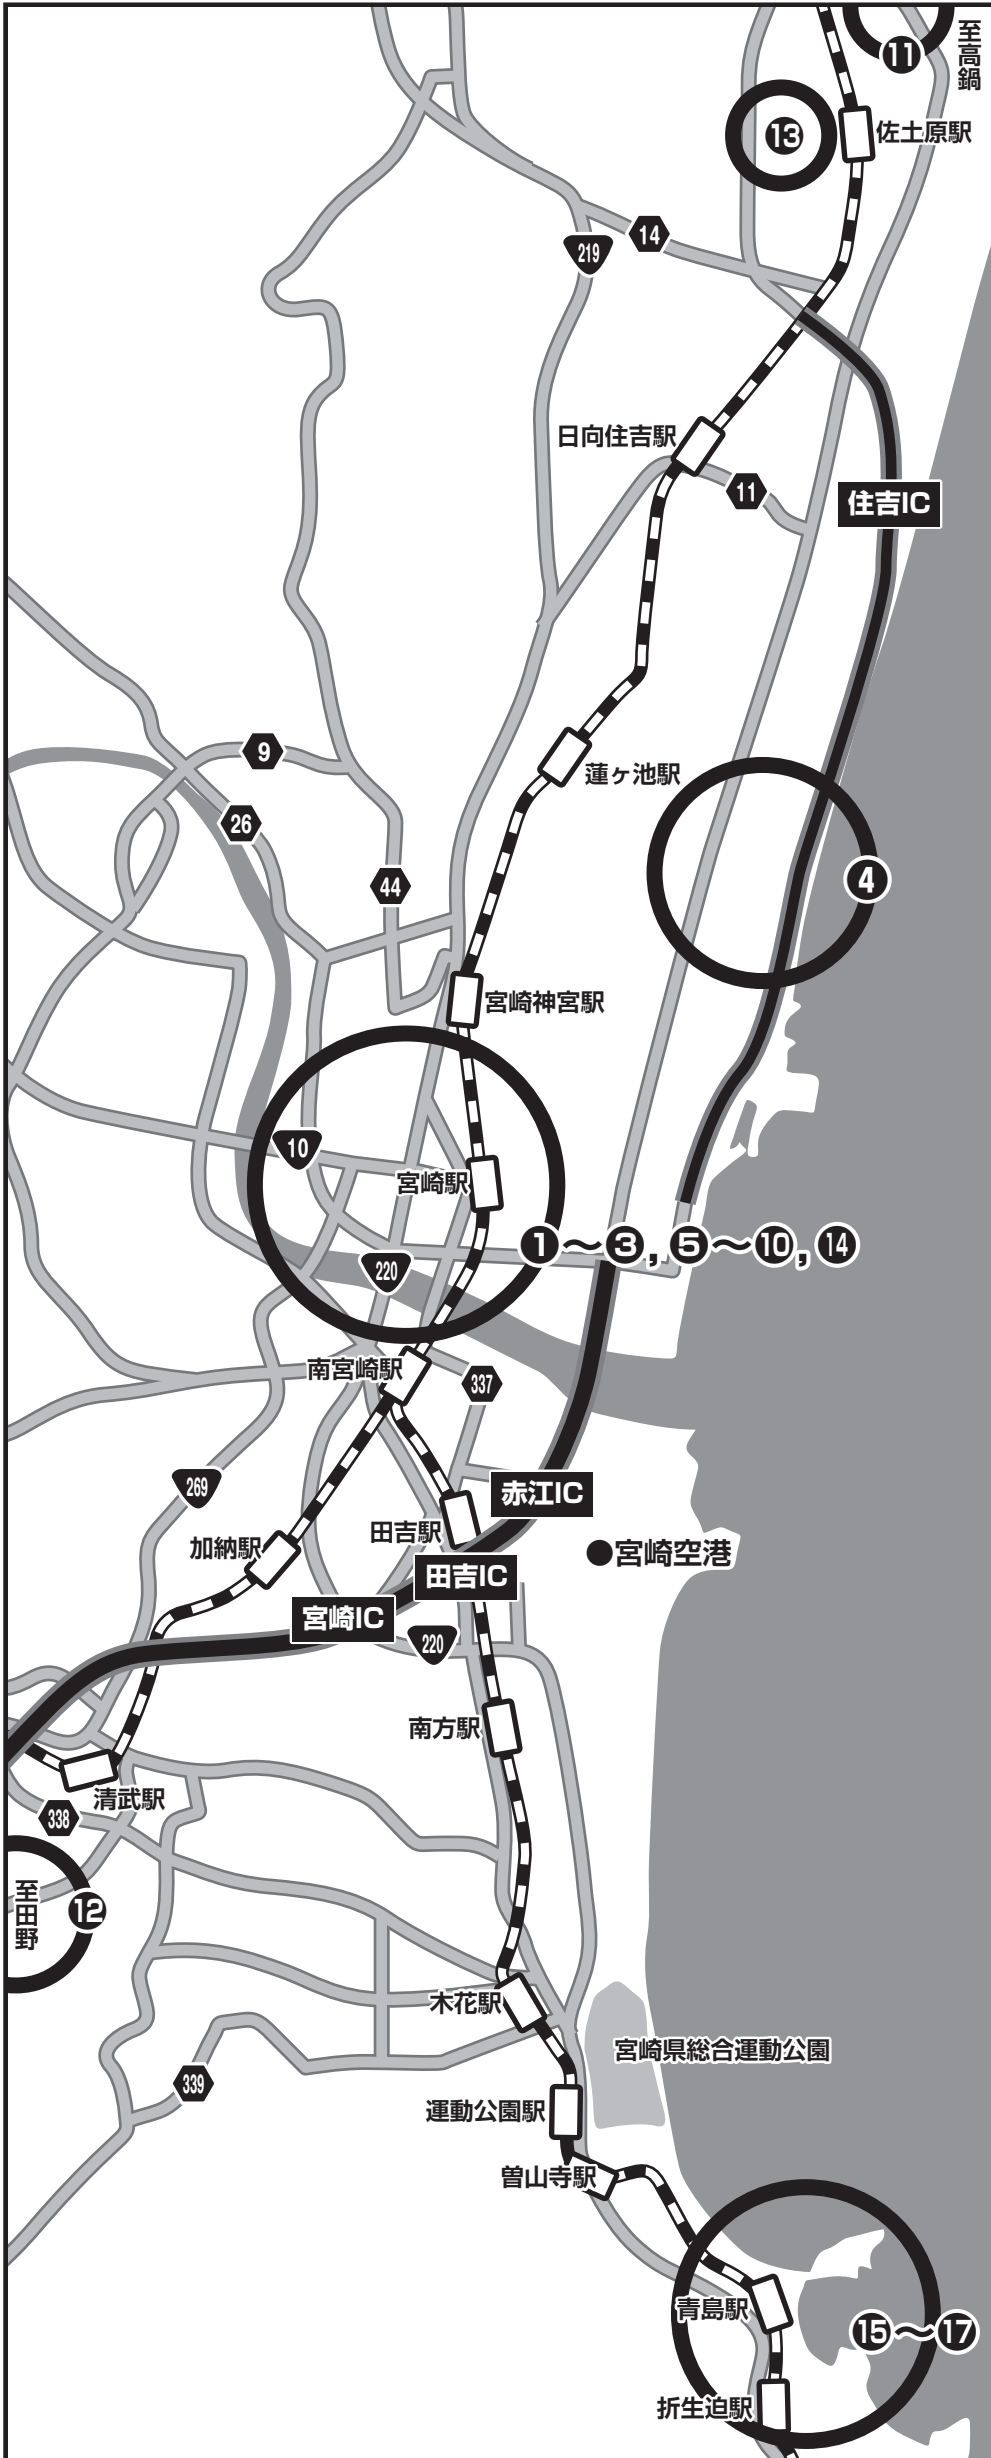 ⓫
至高鍋
⓭
佐土原駅
14
219
日向住吉駅
11
住吉IC
9
蓮ヶ池駅
26
44
❹
宮崎神宮駅
10
宮崎駅
❶～❸,❺～❿,⓮
220
南宮崎駅
337
269
赤江IC
田吉駅
加納駅
●宮崎空港
田吉IC
宮崎IC
220
南方駅
清武駅
338
至田野
⓬
木花駅
宮崎県総合運動公園
339
運動公園駅
曽山寺駅
青島駅
⓯～⓱
折生迫駅